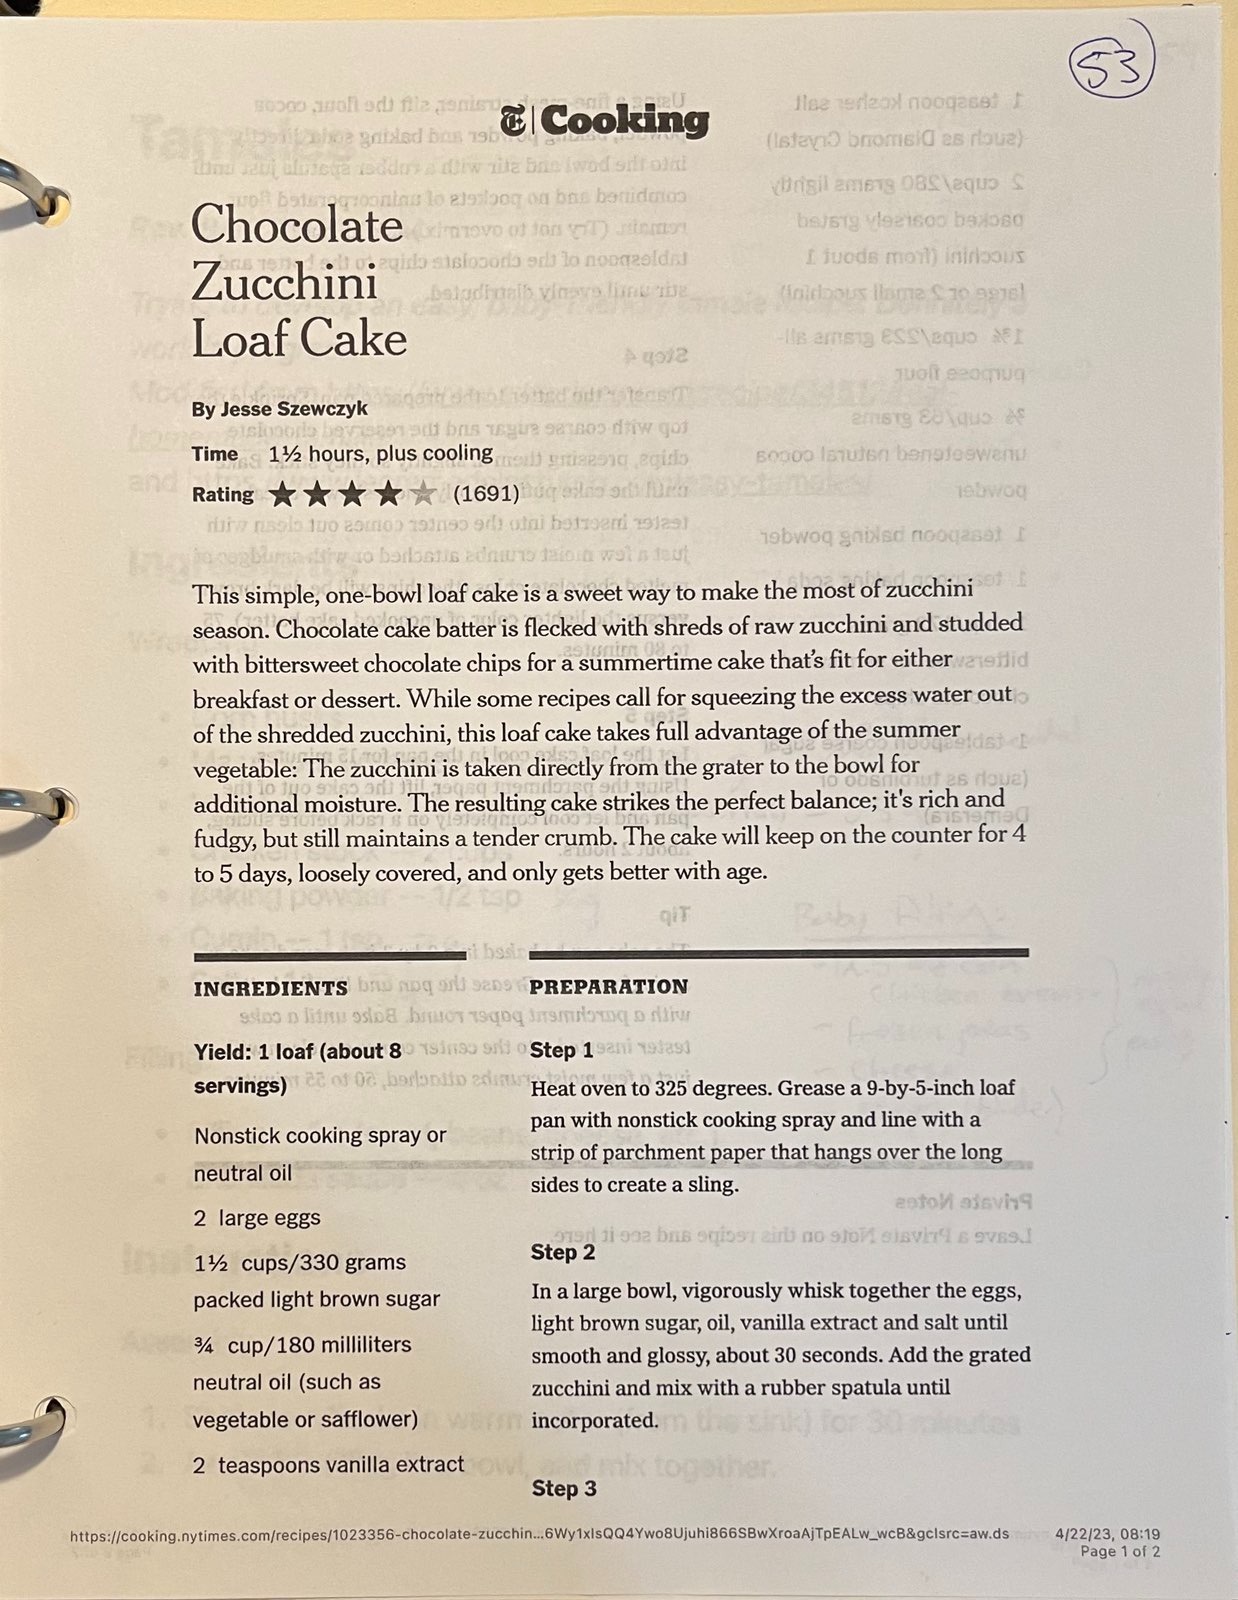 53
T | Cooking
Chocolate
Zucchini
Loaf Cake
By Jesse Szewczyk
Time 1½ hours, plus cooling
Rating ★★★★★ (1691)
This simple, one-bowl loaf cake is a sweet way to make the most of zucchini
season. Chocolate cake batter is flecked with shreds of raw zucchini and studded
with bittersweet chocolate chips for a summertime cake that's fit for either
breakfast or dessert. While some recipes call for squeezing the excess water out
of the shredded zucchini, this loaf cake takes full advantage of the summer
vegetable: The zucchini is taken directly from the grater to the bowl for
additional moisture. The resulting cake strikes the perfect balance; it's rich and
fudgy, but still maintains a tender crumb. The cake will keep on the counter for 4
to 5 days, loosely covered, and only gets better with age.
INGREDIENTS
Yield: 1 loaf (about 8
servings)
Nonstick cooking spray or
neutral oil
2 large eggs
1½ cups/330 grams
packed light brown sugar
¾ cup/180 milliliters
neutral oil (such as
vegetable or safflower)
2 teaspoons vanilla extract
PREPARATION
Step 1
Heat oven to 325 degrees. Grease a 9-by-5-inch loaf
pan with nonstick cooking spray and line with a
strip of parchment paper that hangs over the long
sides to create a sling.
Step 2
In a large bowl, vigorously whisk together the eggs,
light brown sugar, oil, vanilla extract and salt until
smooth and glossy, about 30 seconds. Add the grated
zucchini and mix with a rubber spatula until
incorporated.
Step 3
https://cooking.nytimes.com/recipes/1023356-chocolate-zucchin...6Wy1xIsQQ4Ywo8Ujuhi866SBwXroaAjTpEALw_wcB&gclsrc=aw.ds
4/22/23, 08:19
Page 1 of 2